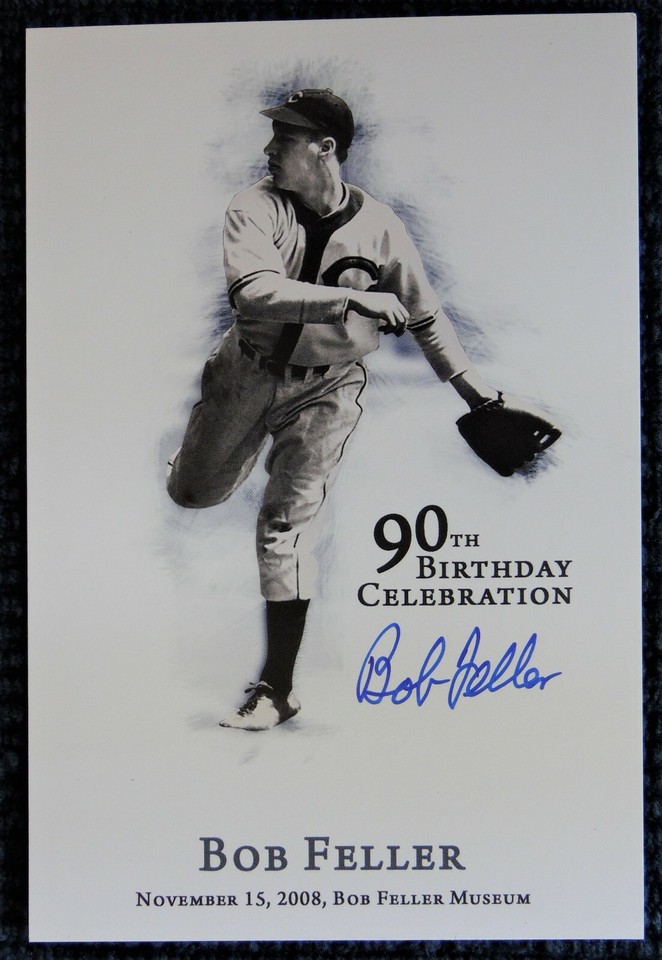 C
C
90TH
BIRTHDAY
CELEBRATION
Bob Feller
BOB FELLER
NOVEMBER 15, 2008, BOB FELLER MUSEUM